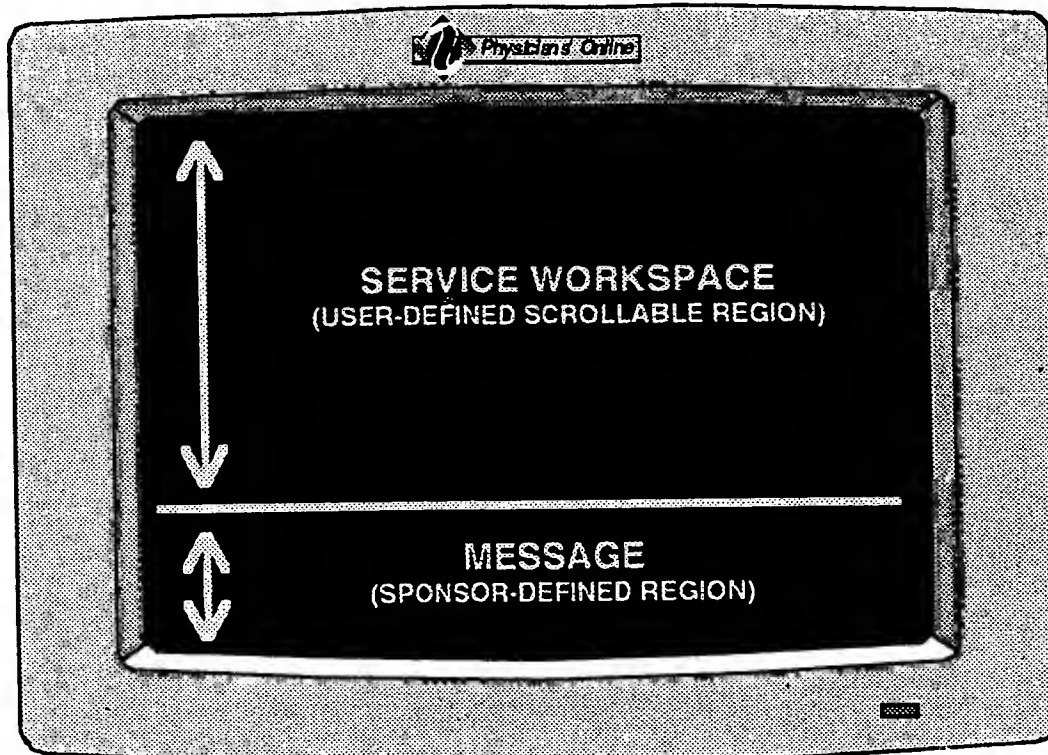 Physicians' Online
SERVICE WORKSPACE
(USER-DEFINED SCROLLABLE REGION)
MESSAGE
(SPONSOR-DEFINED REGION)